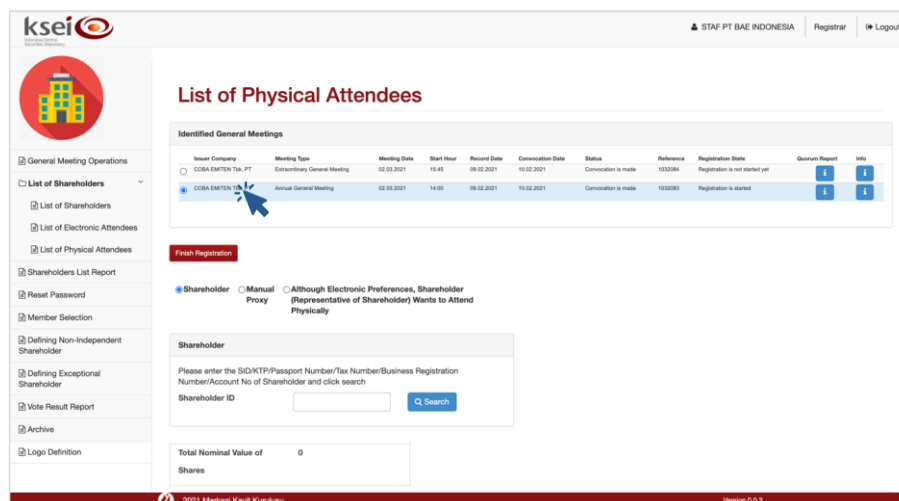 ksei
Indonesia Central
Securities Depository
STAF PT BAE INDONESIA
Registrar
Logout
List of Physical Attendees
Identified General Meetings
Issuer Company Meeting Type Meeting Date Start Hour Record Date Convocation Date Status Reference Registration State Quorum Report Info
COBA EMITEN Tbk, PT Extraordinary General Meeting 02.03.2021 15:45 09.02.2021 10.02.2021 Convocation is made 1032084 Registration is not started yet i i
COBA EMITEN Annual General Meeting 02.03.2021 14:00 09.02.2021 10.02.2021 Convocation is made 1032083 Registration is started i i
General Meeting Operations
List of Shareholders
List of Shareholders
List of Electronic Attendees
List of Physical Attendees
Shareholders List Report
Reset Password
Member Selection
Defining Non-Independent
Shareholder
Defining Exceptional
Shareholder
Vote Result Report
Archive
Logo Definition
Finish Registration
Shareholder
Manual
Proxy
Although Electronic Preferences, Shareholder
(Representative of Shareholder) Wants to Attend
Physically
Shareholder
Please enter the SID/KTP/Passport Number/Tax Number/Business Registration
Number/Account No of Shareholder and click search
Shareholder ID
Search
Total Nominal Value of
Shares
0
2021 Merkezi Kayit Kurulusu
Version 0.0.3